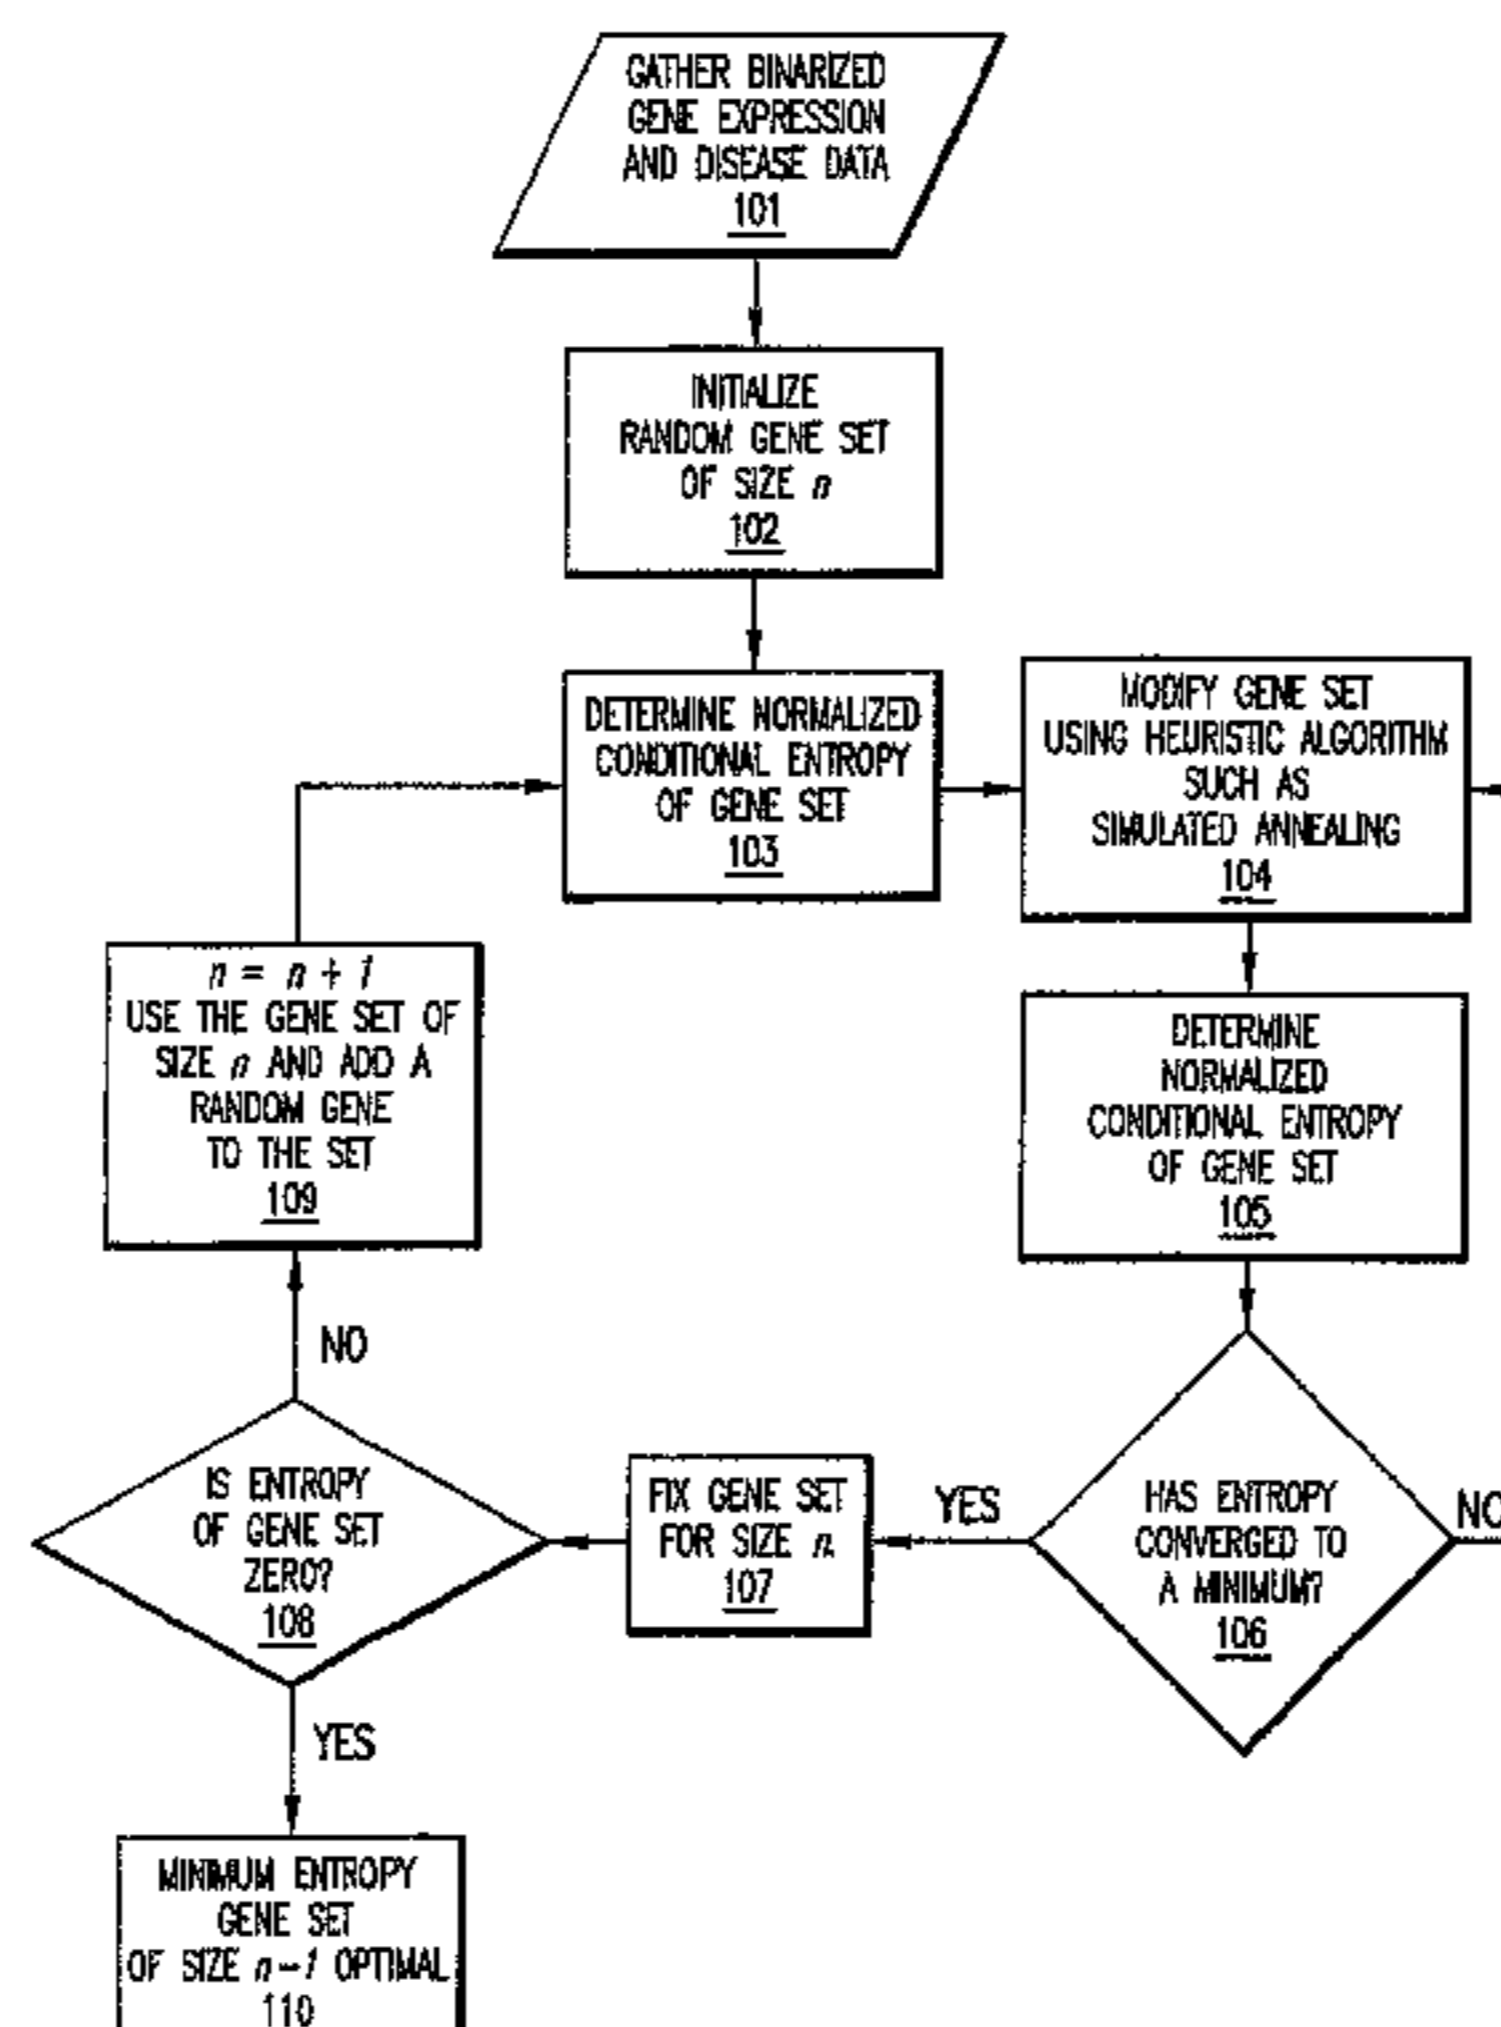 GATHER BINARIZED
GENE EXPRESSION
AND DISEASE DATA
101
INITIALIZE
RANDOM GENE SET
OF SIZE n
102
DETERMINE NORMALIZED
CONDITIONAL ENTROPY
OF GENE SET
103
MODIFY GENE SET
USING HEURISTIC ALGORITHM
SUCH AS
SIMULATED ANNEALING
104
n = n + 1
USE THE GENE SET OF
SIZE n AND ADD A
RANDOM GENE
TO THE SET
109
DETERMINE
NORMALIZED
CONDITIONAL ENTROPY
OF GENE SET
105
NO
IS ENTROPY
OF GENE SET
ZERO?
108
FIX GENE SET
FOR SIZE n.
107
YES
HAS ENTROPY
CONVERGED TO
A MINIMUM?
106
NO
YES
MINIMUM ENTROPY
GENE SET
OF SIZE n-1 OPTIMAL
110